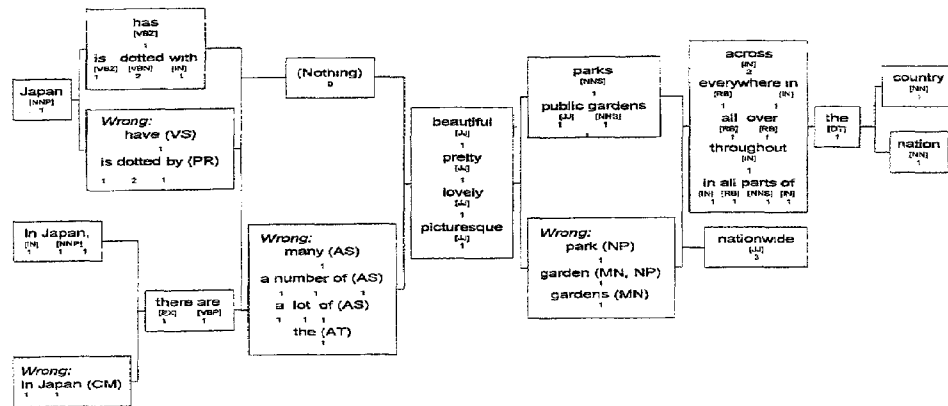 Japan
[NNP]
1
has
[VBZ]
1
is dotted with
[VBZ] [VBN] [IN]
1 2 1
Wrong:
have (VS)
1
is dotted by (PR)
1 2 1
In Japan,
[IN] [NNP]
1 1 1
Wrong:
In Japan (CM)
1 1
there are
[EX] [VBP]
1 1
(Nothing)
0
Wrong:
many (AS)
1
a number of (AS)
1 1 1
a lot of (AS)
1 1 1
the (AT)
1
beautiful
[JJ]
1
pretty
[JJ]
1
lovely
[JJ]
1
picturesque
[JJ]
1
parks
[NNS]
1
public gardens
[JJ] [NNS]
1 1
Wrong:
park (NP)
1
garden (MN, NP)
1
gardens (MN)
1
across
[IN]
2
everywhere in
[RB] [IN]
1 1
all over
[RB] [RB]
1 1
throughout
[IN]
1
in all parts of
[IN] [RB] [NNS] [IN]
1 1 1 1
nationwide
[JJ]
3
the
[DT]
1
country
[NN]
1
nation
[NN]
1